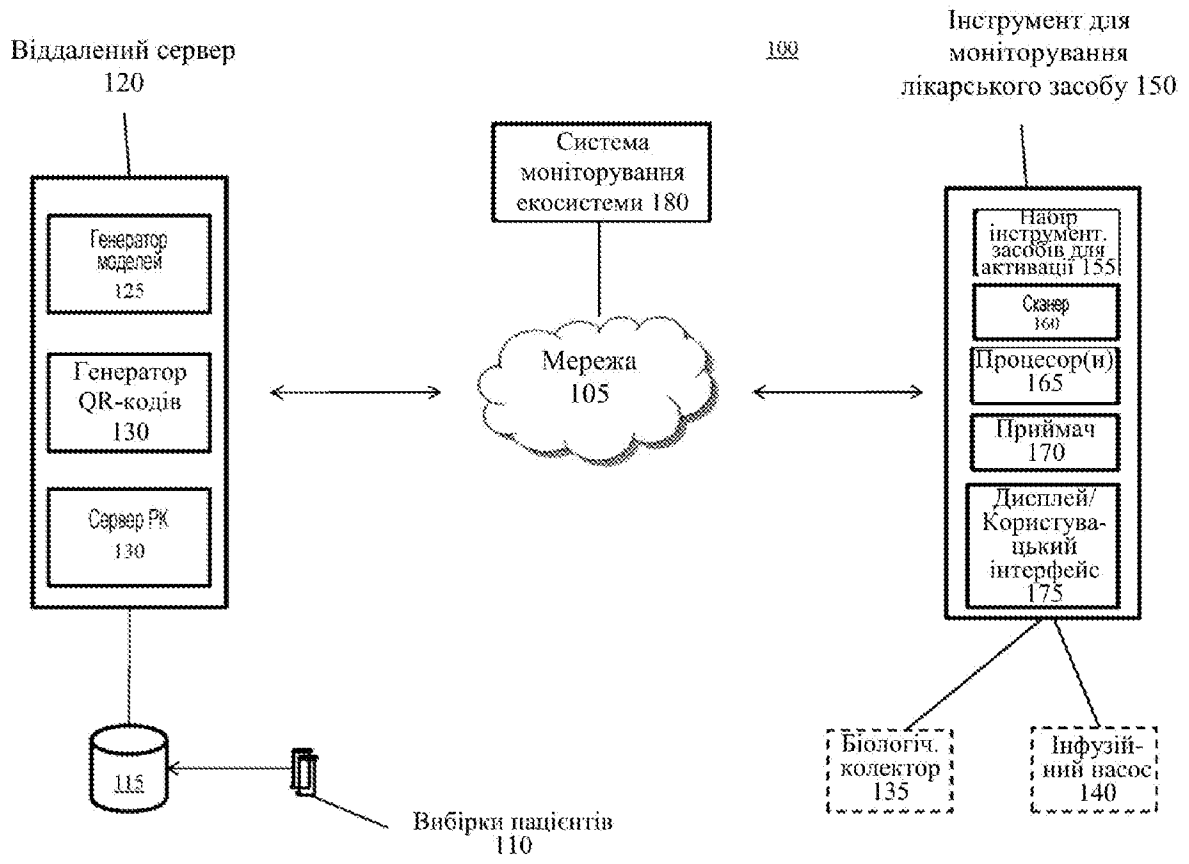 Віддалений сервер
120
100
Інструмент для
моніторування
лікарського засобу 150
Система
моніторування
екосистеми 180
Генератор
моделей
125
Генератор
QR-кодів
130
Сервер РК
130
Мережа
105
Набір
інструмент.
засобів для
активації 155
Сканер
160
Процесор(и)
165
Приймач
170
Дисплей/
Користува-
цький
інтерфейс
175
115
Вибірки пацієнтів
110
Біологіч.
колектор
135
Інфузій-
ний насос
140